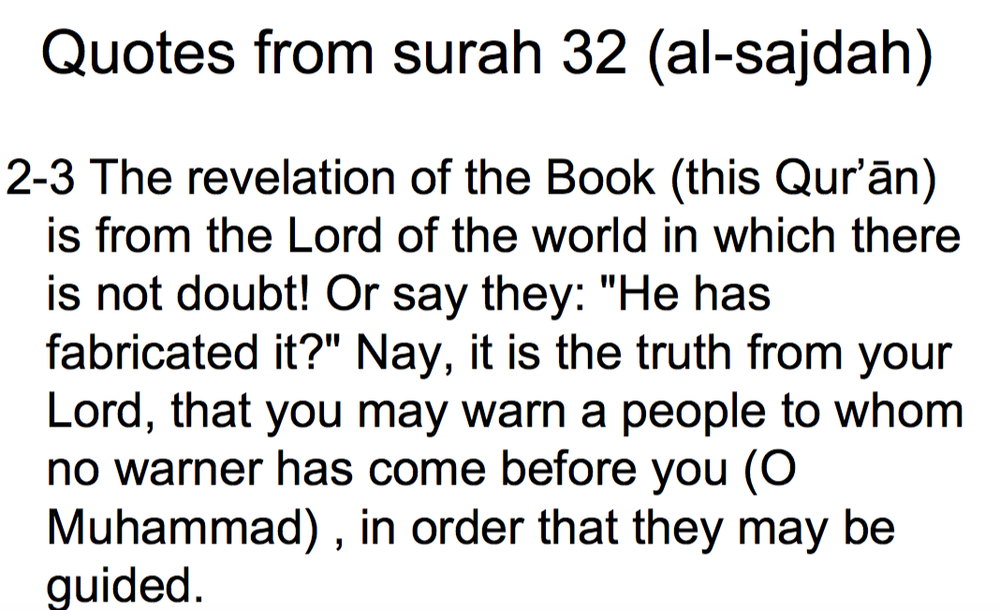 Quotes from surah 32 (al-sajdah)
2-3 The revelation of the Book (this Qur’ān)
is from the Lord of the world in which there
is not doubt! Or say they: "He has
fabricated it?" Nay, it is the truth from your
Lord, that you may warn a people to whom
no warner has come before you (O
Muhammad) , in order that they may be
guided.